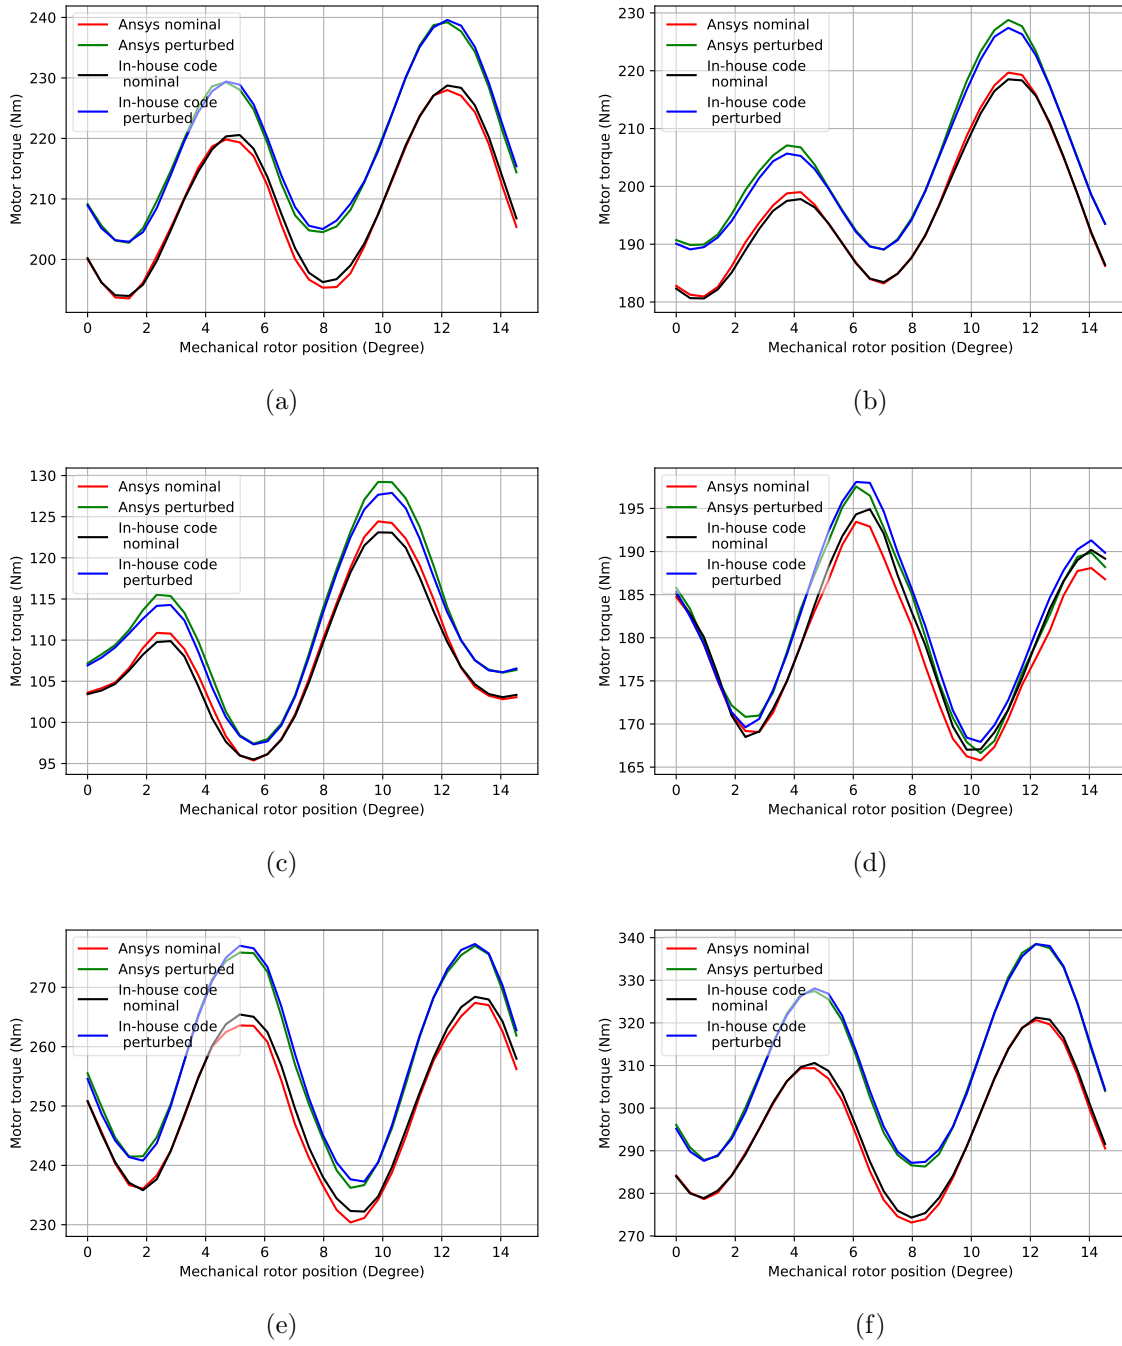 240
230
220
210
200
Motor torque (Nm)
Ansys nominal
Ansys perturbed
In-house code
nominal
In-house code
perturbed
0 2 4 6 8 10 12 14
Mechanical rotor position (Degree)
(a)
230
220
210
200
190
180
Motor torque (Nm)
Ansys nominal
Ansys perturbed
In-house code
nominal
In-house code
perturbed
0 2 4 6 8 10 12 14
Mechanical rotor position (Degree)
(b)
130
125
120
115
110
105
100
95
Motor torque (Nm)
Ansys nominal
Ansys perturbed
In-house code
nominal
In-house code
perturbed
0 2 4 6 8 10 12 14
Mechanical rotor position (Degree)
(c)
195
190
185
180
175
170
165
Motor torque (Nm)
Ansys nominal
Ansys perturbed
In-house code
nominal
In-house code
perturbed
0 2 4 6 8 10 12 14
Mechanical rotor position (Degree)
(d)
270
260
250
240
230
Motor torque (Nm)
Ansys nominal
Ansys perturbed
In-house code
nominal
In-house code
perturbed
0 2 4 6 8 10 12 14
Mechanical rotor position (Degree)
(e)
340
330
320
310
300
290
280
270
Motor torque (Nm)
Ansys nominal
Ansys perturbed
In-house code
nominal
In-house code
perturbed
0 2 4 6 8 10 12 14
Mechanical rotor position (Degree)
(f)